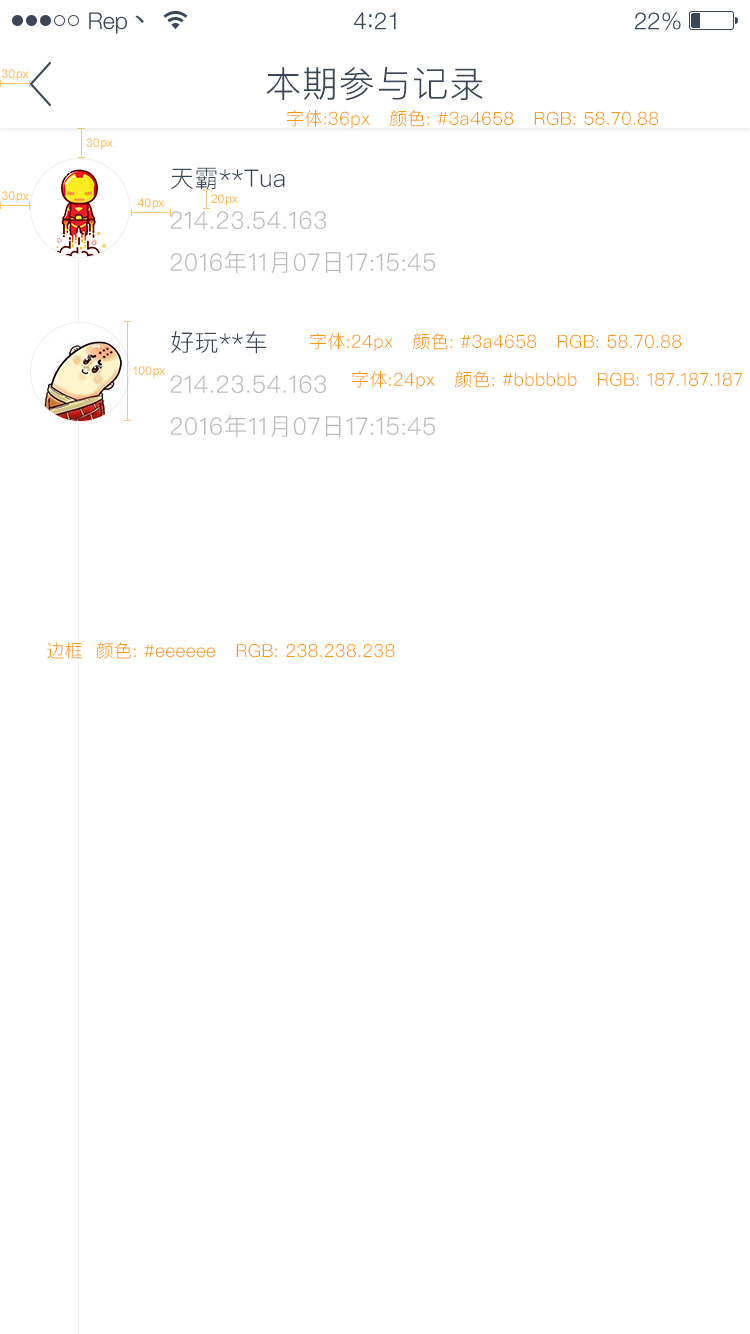 Rep 4:21 22%
30px
本期参与记录
字体:36px 颜色: #3a4658 RGB: 58.70.88
30px
天霸**Tua
30px 40px 20px
214.23.54.163
2016年11月07日17:15:45
好玩**车 字体:24px 颜色: #3a4658 RGB: 58.70.88
100px
214.23.54.163 字体:24px 颜色: #bbbbbb RGB: 187.187.187
2016年11月07日17:15:45
边框 颜色: #eeeeee RGB: 238.238.238